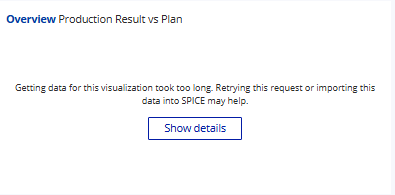 Overview Production Result vs Plan
Getting data for this visualization took too long. Retrying this request or importing this
data into SPICE may help.
Show details